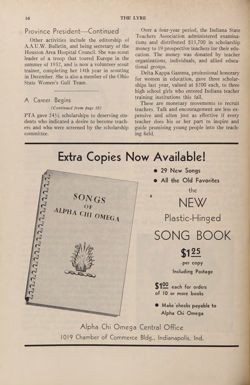 14
THE LYRE
Province President—Continued
Other activities include the editorship of
A.A.U.W. Bulletin, and being secretary of the
Houston Area Hospital Council. She was scout
leader of a troop that toured Europe in the
summer of 1957, and is now a volunteer scout
trainer, completing her 14th year in scouting
in December. She is also a member of the Ohio
State Women's Golf Team.
A Career Begins
(Continued from page 10)
PTA gave 24½ scholarships to deserving stu-
dents who indicated a desire to become teach-
ers and who were screened by the scholarship
committee.
Over a four-year period, the Indiana State
Teachers Association administered examina-
tions and distributed $11,700 in scholarship
money to 39 prospective teachers for their edu-
cation. The money was donated by teacher
organizations, individuals, and allied educa-
tional groups.
Delta Kappa Gamma, professional honorary
for women in education, gave three scholar-
ships last year, valued at $200 each, to three
high school girls who entered Indiana teacher
training institutions last fall.
These are monetary movements to recruit
teachers. Talk and encouragement are less ex-
pensive and often just as effective if every
teacher does his or her part to inspire and
guide promising young people into the teach-
ing field.
Extra Copies Now Available!
• 29 New Songs
• All the Old Favorites
the
NEW
Plastic-Hinged
SONG BOOK
$1.25
per copy
Including Postage
$1.00 each for orders
of 10 or more books
• Make checks payable to
Alpha Chi Omega
SONGS
OF
ALPHA CHI OMEGA
Alpha Chi Omega Central Office
1019 Chamber of Commerce Bldg., Indianapolis, Ind.